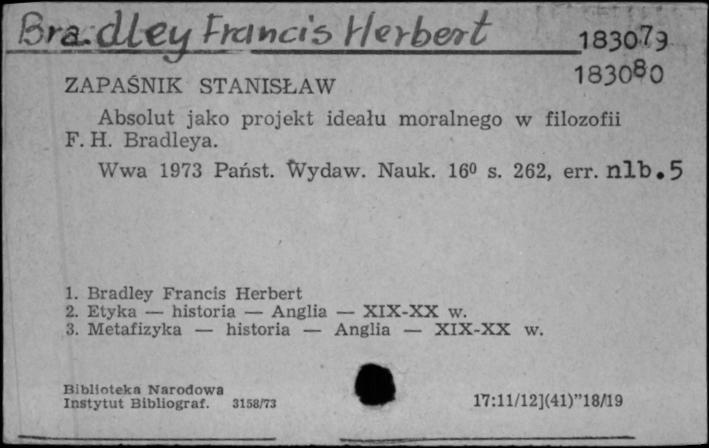 Bradley Francis Herbert
183079
183080
ZAPAŚNIK STANISŁAW
Absolut jako projekt ideału moralnego w filozofii
F. H. Bradleya.
Wwa 1973 Państ. Wydaw. Nauk. 16⁰ s. 262, err. nlb. 5
1. Bradley Francis Herbert
2. Etyka — historia — Anglia — XIX-XX w.
3. Metafizyka — historia — Anglia — XIX-XX w.
Biblioteka Narodowa
Instytut Bibliograf. 3158/73
17:11/12](41)"18/19